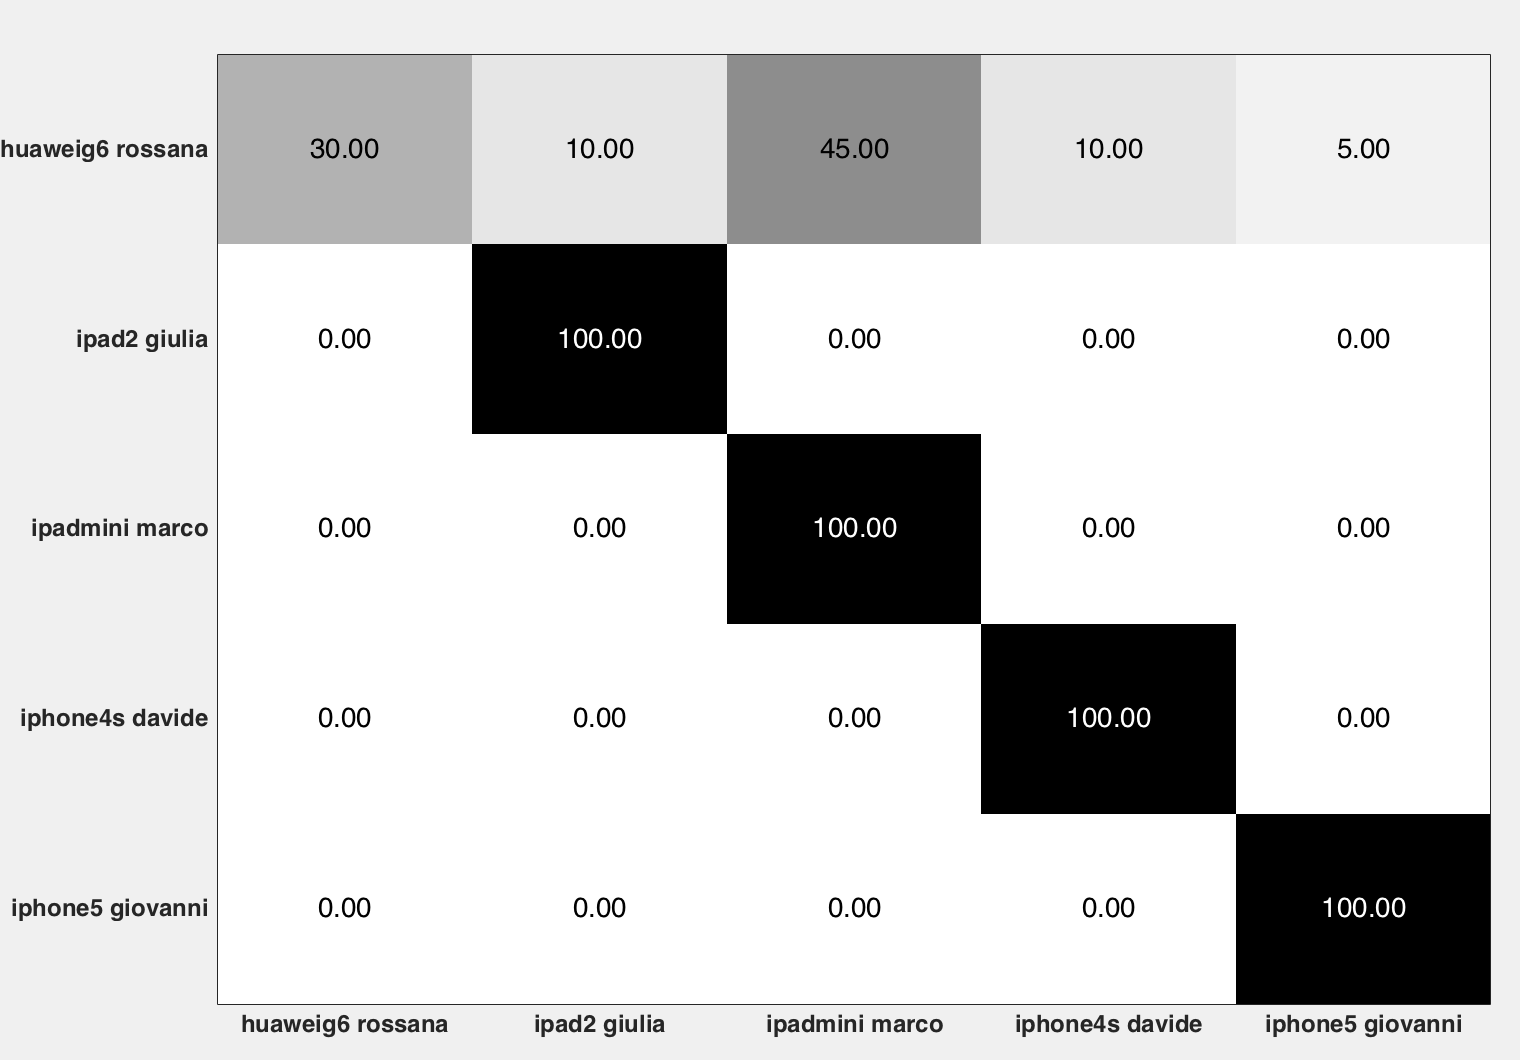 huaweig6 rossana 30.00 10.00 45.00 10.00 5.00
ipad2 giulia 0.00 100.00 0.00 0.00 0.00
ipadmini marco 0.00 0.00 100.00 0.00 0.00
iphone4s davide 0.00 0.00 0.00 100.00 0.00
iphone5 giovanni 0.00 0.00 0.00 0.00 100.00
huaweig6 rossana ipad2 giulia ipadmini marco iphone4s davide iphone5 giovanni